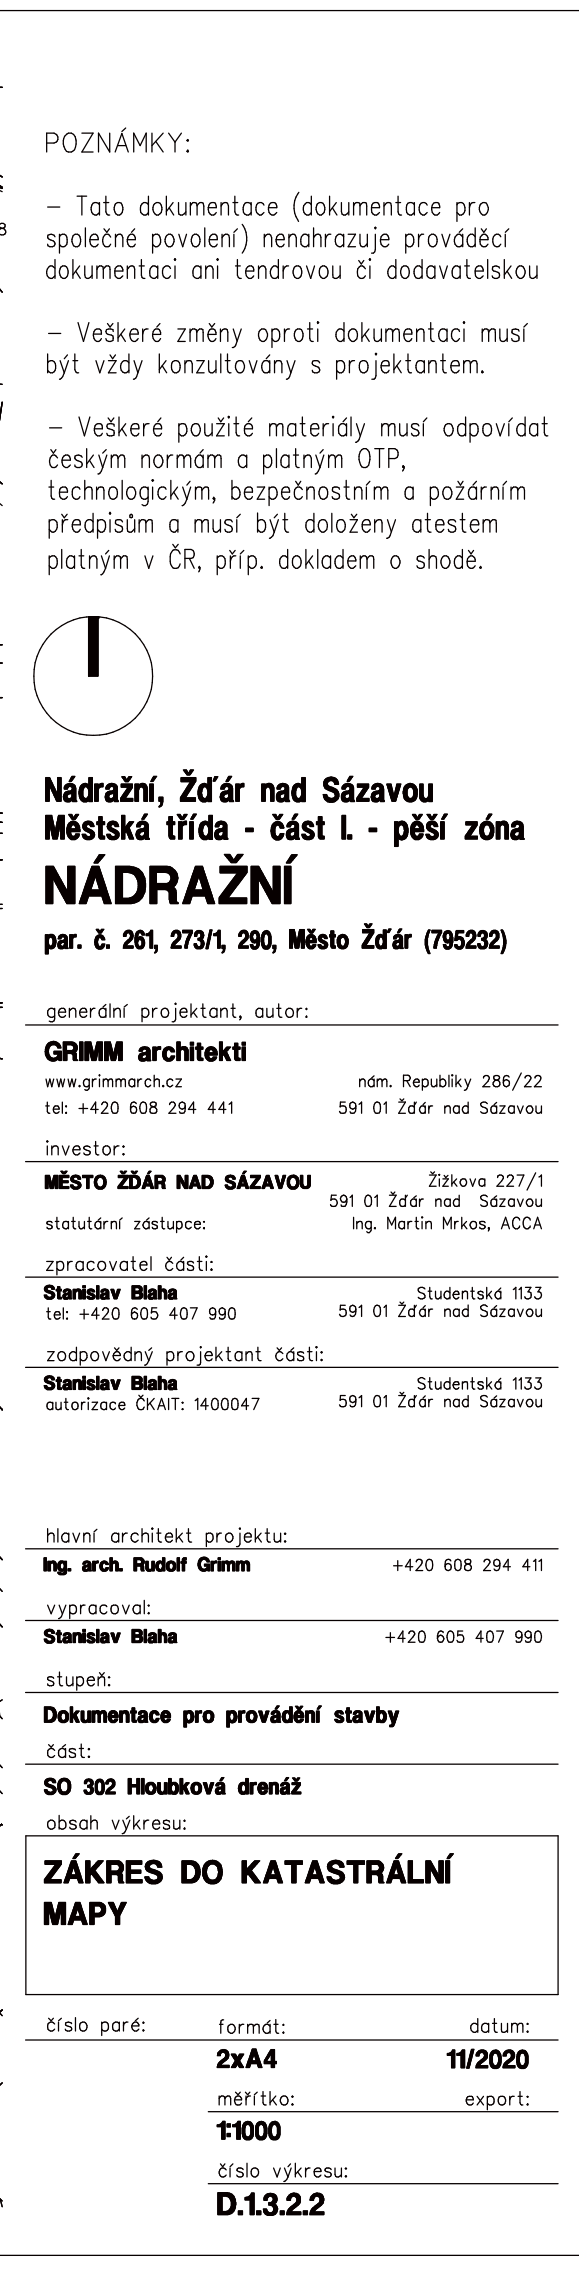 POZNÁMKY:
– Tato dokumentace (dokumentace pro
společné povolení) nenahrazuje prováděcí
dokumentaci ani tendrovou či dodavatelskou
– Veškeré změny oproti dokumentaci musí
být vždy konzultovány s projektantem.
– Veškeré použité materiály musí odpovídat
českým normám a platným OTP,
technologickým, bezpečnostním a požárním
předpisům a musí být doloženy atestem
platným v ČR, příp. dokladem o shodě.
Nádražní, Žďár nad Sázavou
Městská třída - část I. - pěší zóna
NÁDRAŽNÍ
par. č. 261, 273/1, 290, Město Žďár (795232)
generální projektant, autor:
GRIMM architekti
www.grimmarch.cz nám. Republiky 286/22
tel: +420 608 294 441 591 01 Žďár nad Sázavou
investor:
MĚSTO ŽĎÁR NAD SÁZAVOU Žižkova 227/1
591 01 Žďár nad Sázavou
statutární zástupce: Ing. Martin Mrkos, ACCA
zpracovatel části:
Stanislav Blaha Studentská 1133
tel: +420 605 407 990 591 01 Žďár nad Sázavou
zodpovědný projektant části:
Stanislav Blaha Studentská 1133
autorizace ČKAIT: 1400047 591 01 Žďár nad Sázavou
hlavní architekt projektu:
Ing. arch. Rudolf Grimm +420 608 294 411
vypracoval:
Stanislav Blaha +420 605 407 990
stupeň:
Dokumentace pro provádění stavby
část:
SO 302 Hloubková drenáž
obsah výkresu:
ZÁKRES DO KATASTRÁLNÍ
MAPY
číslo paré: formát: datum:
2xA4 11/2020
měřítko: export:
1:1000
číslo výkresu:
D.1.3.2.2